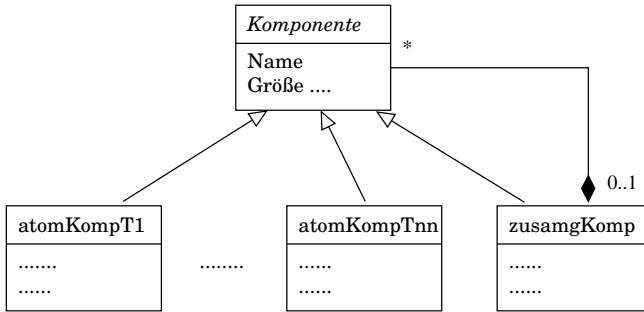 Komponente
Name
Größe ....
*
0..1
atomKompT1
.......
......
........
atomKompTnn
......
......
zusamgKomp
......
......